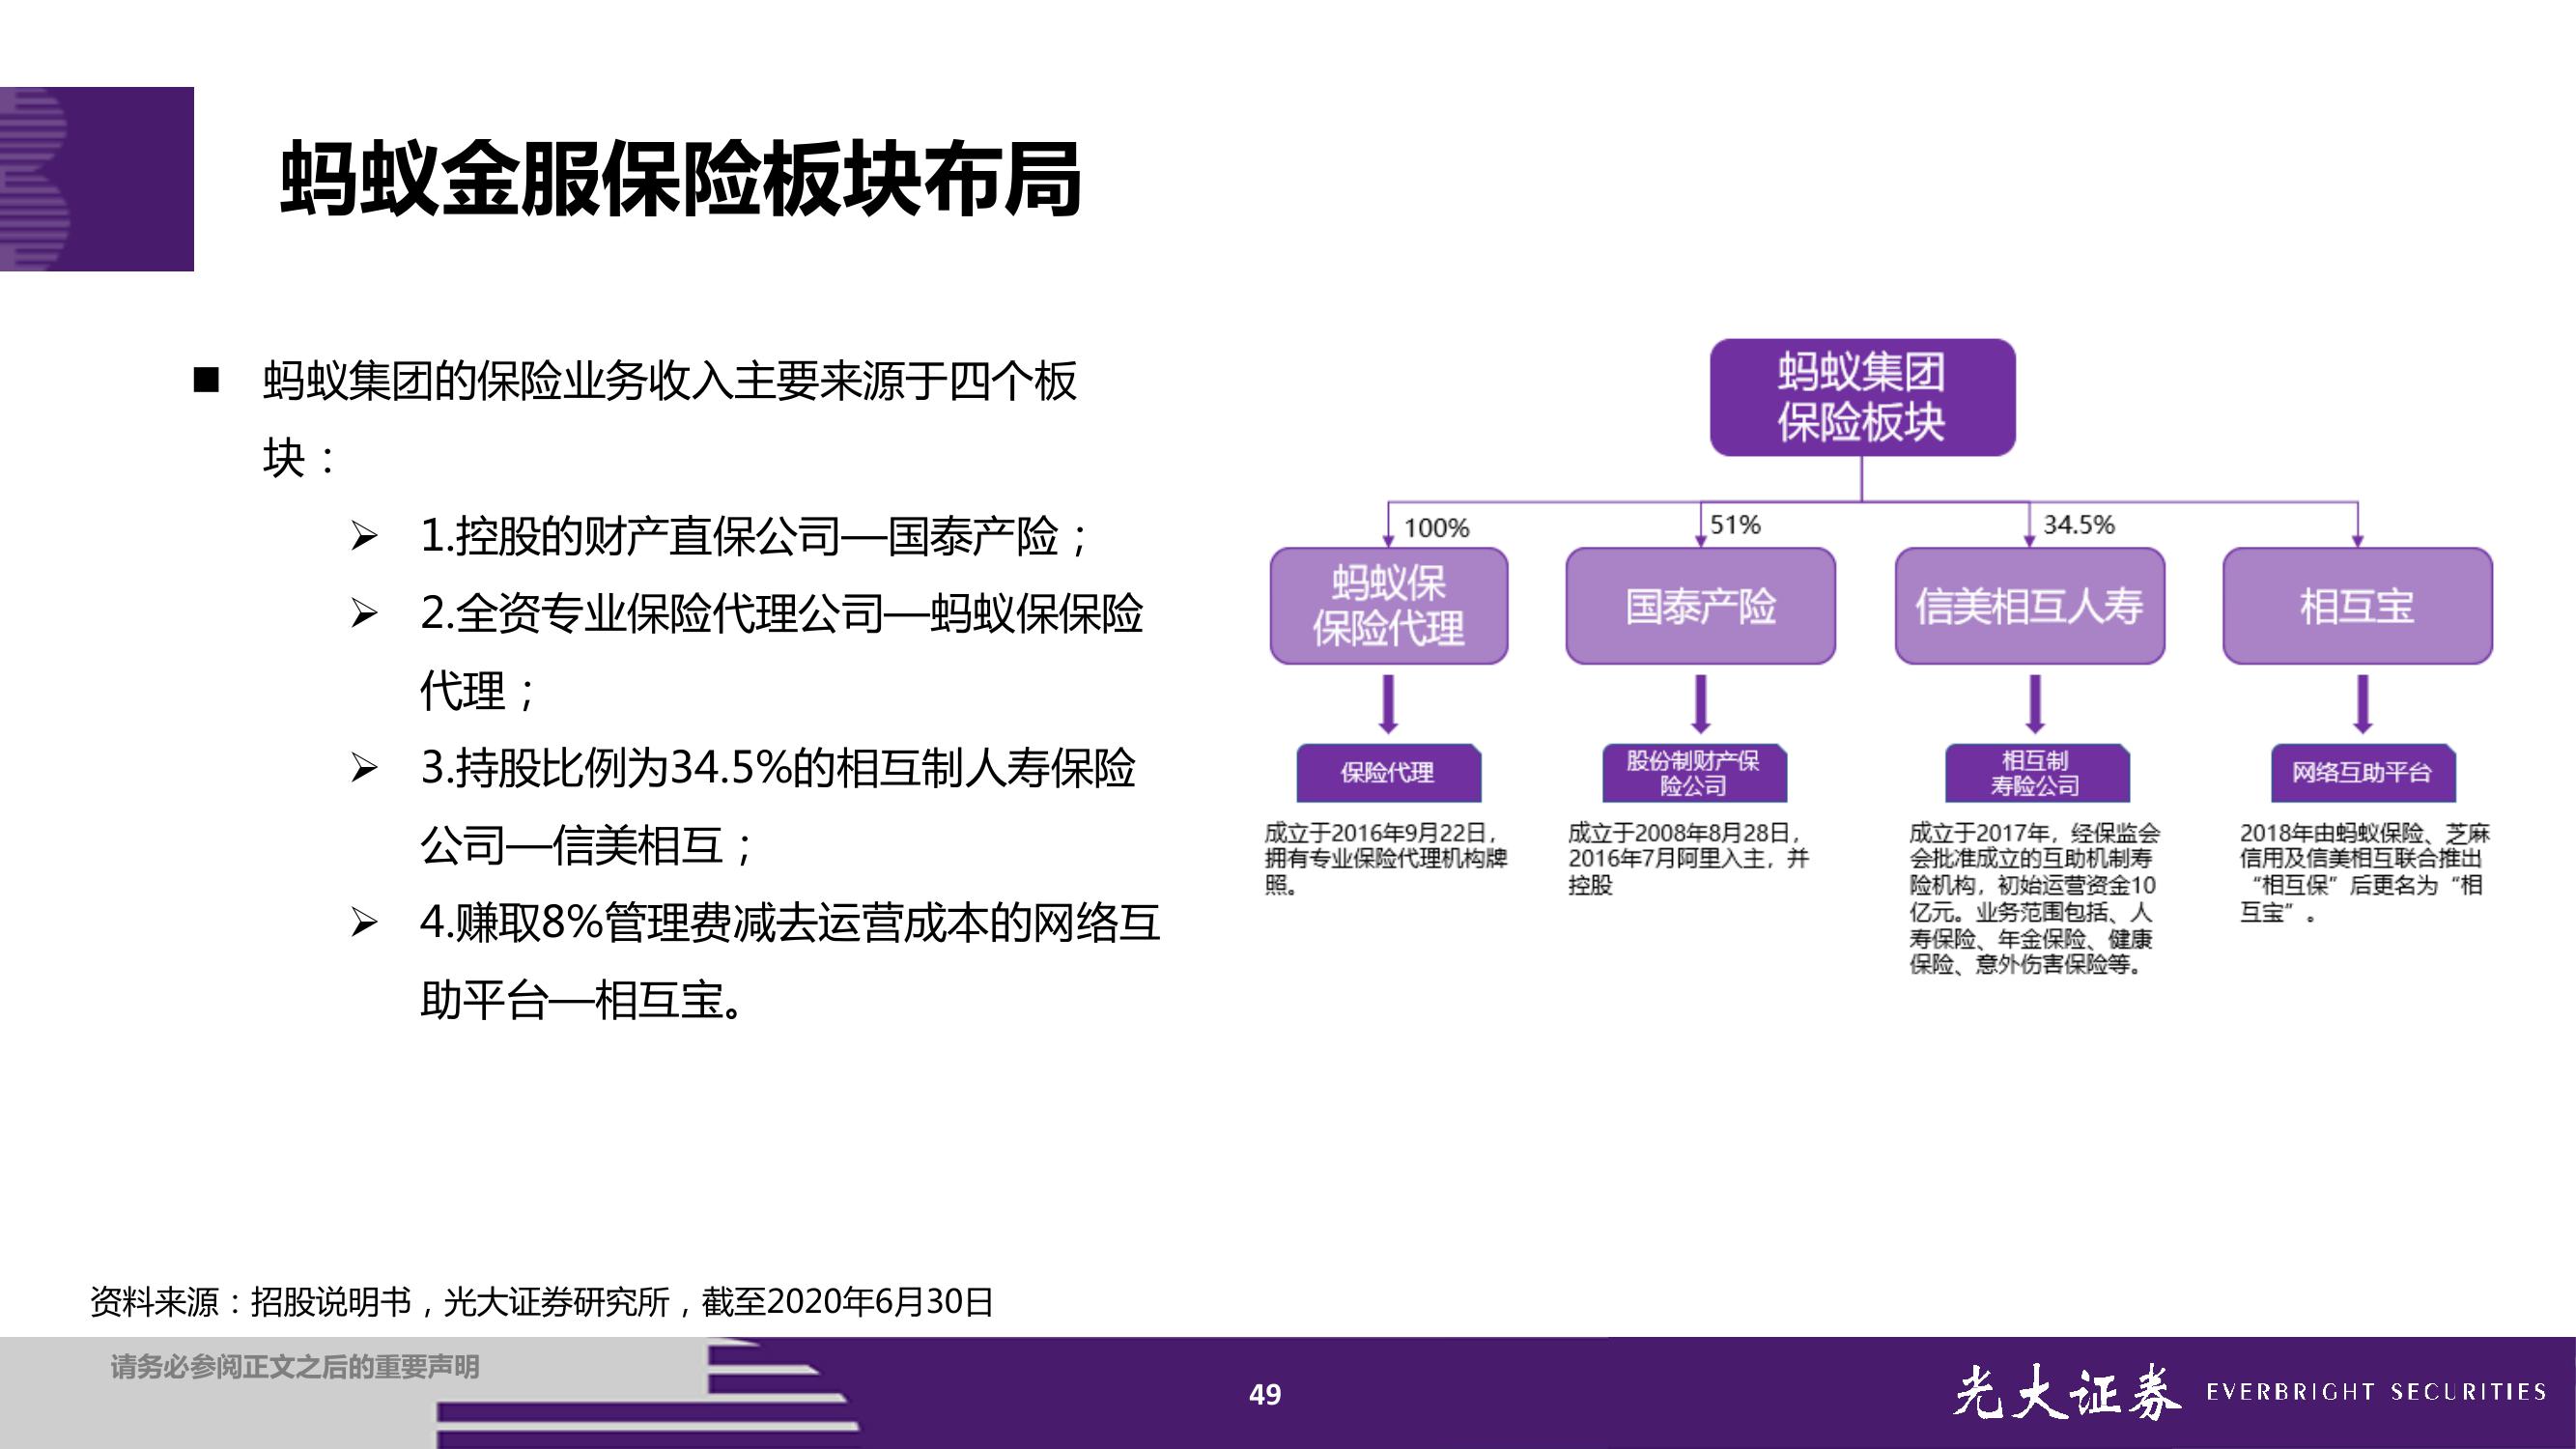 蚂蚁金服保险板块布局
蚂蚁集团的保险业务收入主要来源于四个板
块：
1.控股的财产直保公司—国泰产险；
2.全资专业保险代理公司—蚂蚁保保险
代理；
3.持股比例为34.5%的相互制人寿保险
公司—信美相互；
4.赚取8%管理费减去运营成本的网络互
助平台—相互宝。
蚂蚁集团
保险板块
100%
51%
34.5%
蚂蚁保
保险代理
国泰产险
信美相互人寿
相互宝
保险代理
股份制财产保
险公司
相互制
寿险公司
网络互助平台
成立于2016年9月22日，
拥有专业保险代理机构牌
照。
成立于2008年8月28日，
2016年7月阿里入主，并
控股
成立于2017年，经保监会
会批准成立的互助机制寿
险机构，初始运营资金10
亿元。业务范围包括、人
寿保险、年金保险、健康
保险、意外伤害保险等。
2018年由蚂蚁保险、芝麻
信用及信美相互联合推出
“相互保”后更名为“相
互宝”。
资料来源：招股说明书，光大证券研究所，截至2020年6月30日
请务必参阅正文之后的重要声明
49
光大证券 EVERBRIGHT SECURITIES